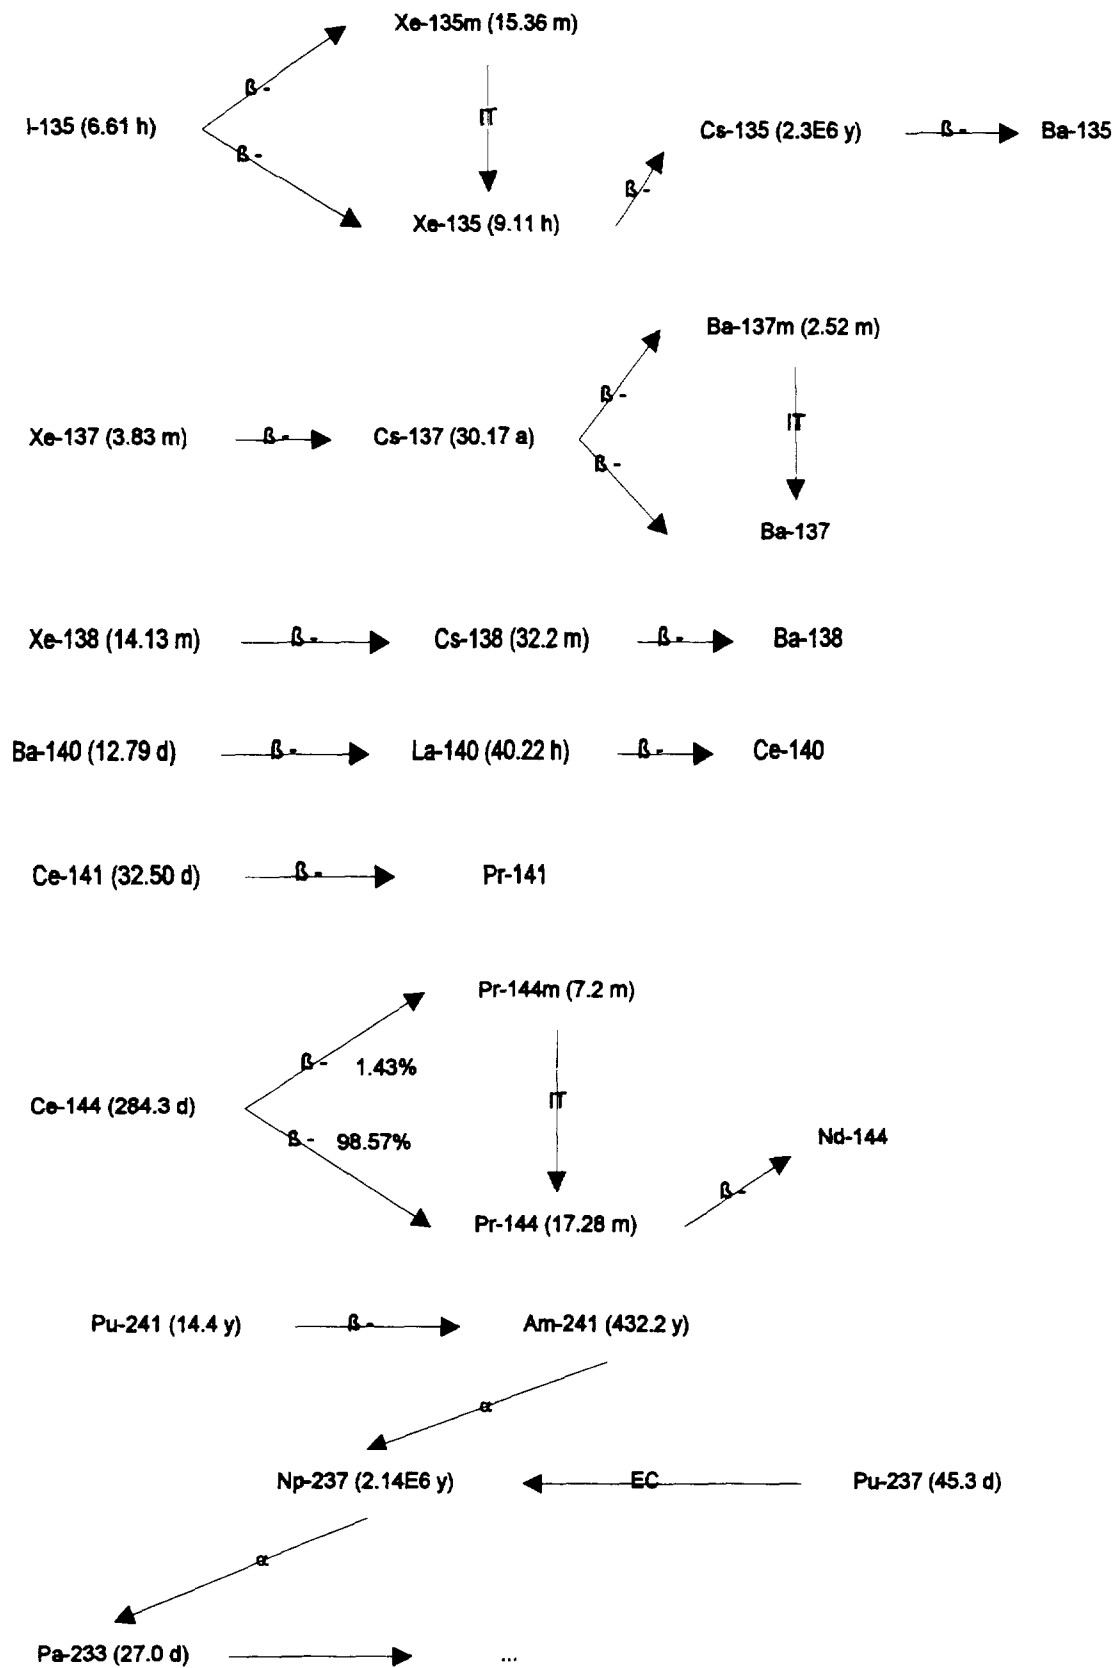 Xe-135m (15.36 m)
ß -
IT
I-135 (6.61 h)
Cs-135 (2.3E6 y)
ß -
Ba-135
ß -
ß -
Xe-135 (9.11 h)
Ba-137m (2.52 m)
ß -
IT
Xe-137 (3.83 m)
ß -
Cs-137 (30.17 a)
ß -
Ba-137
Xe-138 (14.13 m)
ß -
Cs-138 (32.2 m)
ß -
Ba-138
Ba-140 (12.79 d)
ß -
La-140 (40.22 h)
ß -
Ce-140
Ce-141 (32.50 d)
ß -
Pr-141
Pr-144m (7.2 m)
ß -
1.43%
IT
Ce-144 (284.3 d)
ß -
98.57%
Nd-144
ß -
Pr-144 (17.28 m)
Pu-241 (14.4 y)
ß -
Am-241 (432.2 y)
α
Np-237 (2.14E6 y)
EC
Pu-237 (45.3 d)
α
Pa-233 (27.0 d)
...